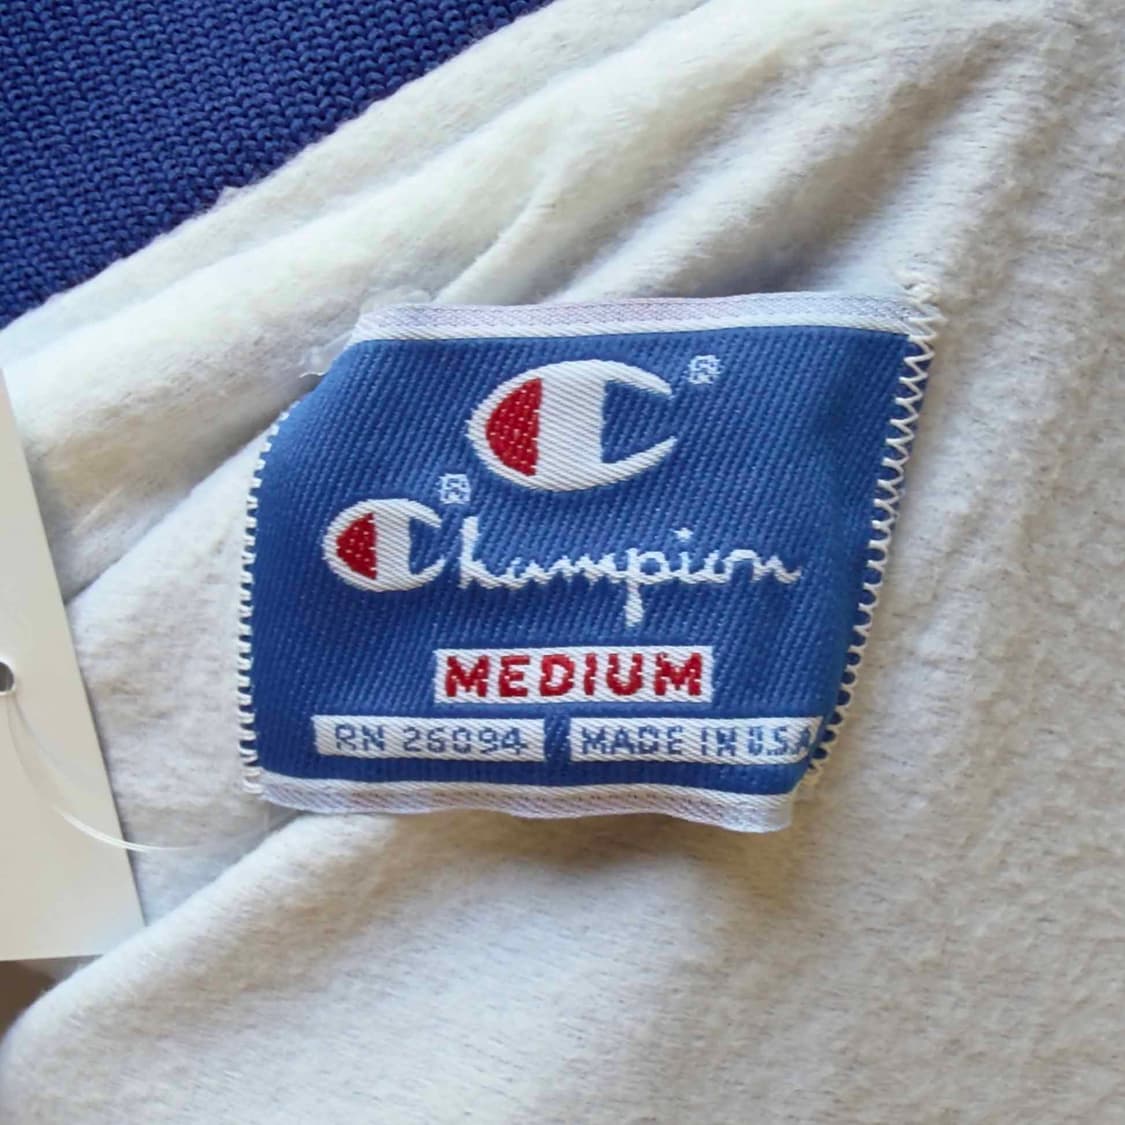 ®
®
Champion
MEDIUM
RN 26094 MADE IN U.S.A